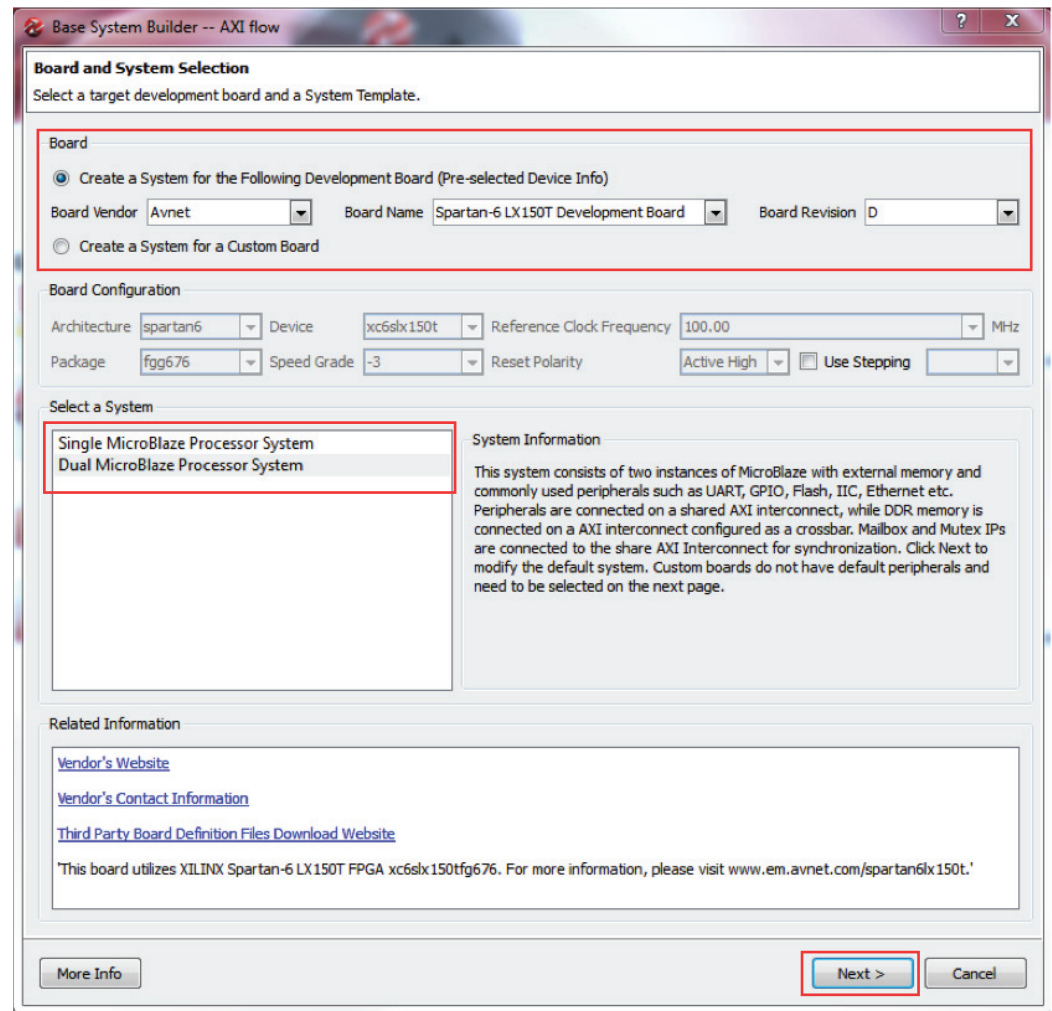 Base System Builder -- AXI flow
? X
Board and System Selection
Select a target development board and a System Template.
Board
Create a System for the Following Development Board (Pre-selected Device Info)
Board Vendor Avnet Board Name Spartan-6 LX150T Development Board Board Revision D
Create a System for a Custom Board
Board Configuration
Architecture spartan6 Device xc6slx150t Reference Clock Frequency 100.00 MHz
Package fgg676 Speed Grade -3 Reset Polarity Active High Use Stepping
Select a System
Single MicroBlaze Processor System
Dual MicroBlaze Processor System
System Information
This system consists of two instances of MicroBlaze with external memory and
commonly used peripherals such as UART, GPIO, Flash, IIC, Ethernet etc.
Peripherals are connected on a shared AXI interconnect, while DDR memory is
connected on a AXI interconnect configured as a crossbar. Mailbox and Mutex IPs
are connected to the share AXI Interconnect for synchronization. Click Next to
modify the default system. Custom boards do not have default peripherals and
need to be selected on the next page.
Related Information
Vendor's Website
Vendor's Contact Information
Third Party Board Definition Files Download Website
'This board utilizes XILINX Spartan-6 LX150T FPGA xc6slx150tfg676. For more information, please visit www.em.avnet.com/spartan6lx150t.'
More Info Next > Cancel